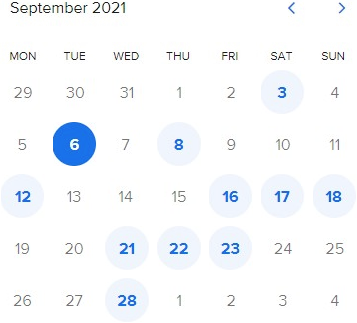 September 2021
MON TUE WED THU FRI SAT SUN
29 30 31 1 2 3 4
5 6 7 8 9 10 11
12 13 14 15 16 17 18
19 20 21 22 23 24 25
26 27 28 1 2 3 4